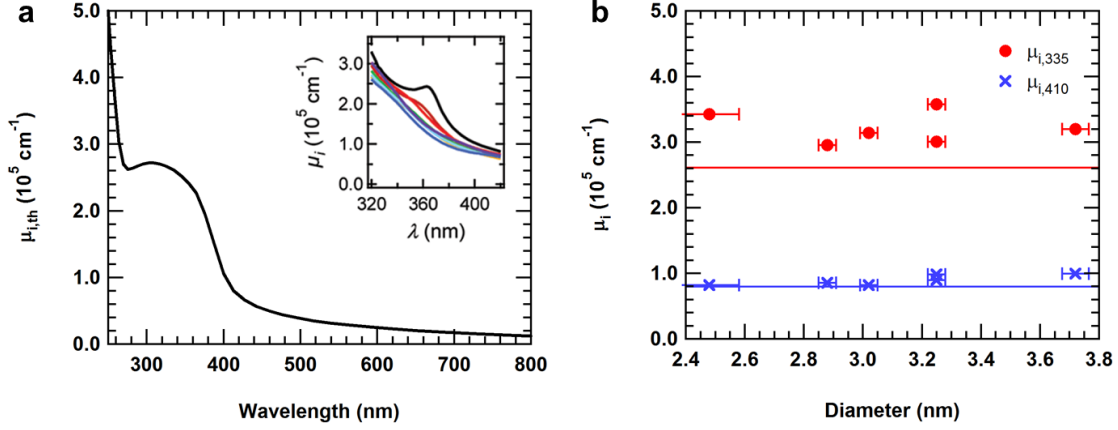 a
5.0
4.0
3.0
2.0
1.0
0.0
μi,th (10^5 cm^-1)
300 400 500 600 700 800
Wavelength (nm)
3.0
2.0
1.0
0.0
μi (10^5 cm^-1)
320 360 400
λ (nm)
b
5.0
4.0
3.0
2.0
1.0
0.0
μi (10^5 cm^-1)
μi,335
μi,410
2.4 2.6 2.8 3.0 3.2 3.4 3.6 3.8
Diameter (nm)